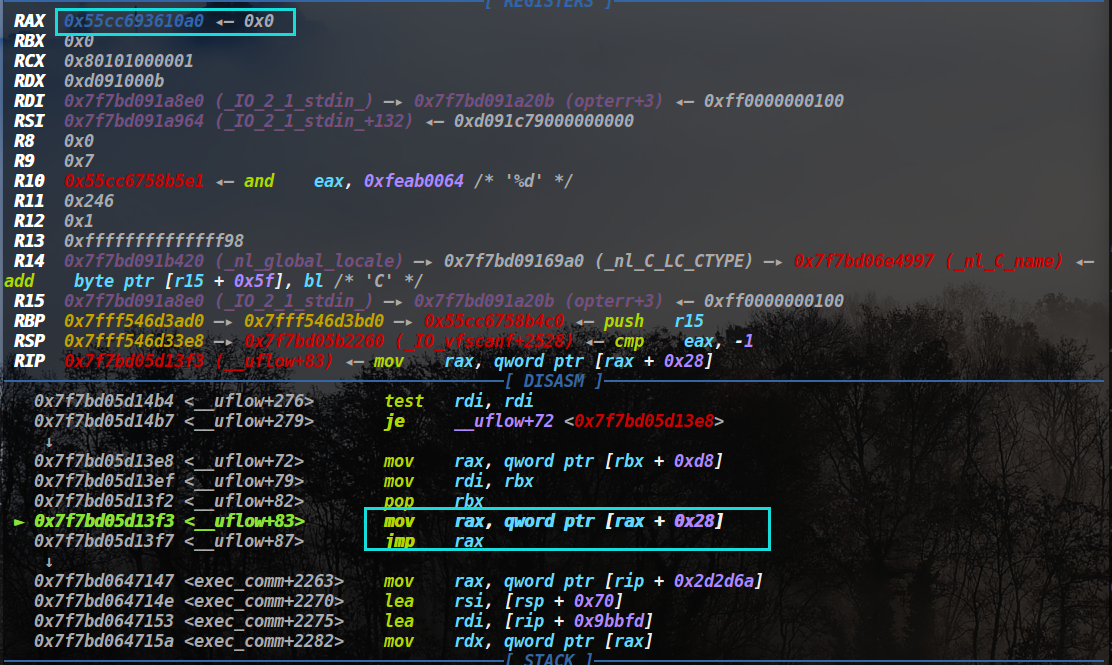 [ REGISTERS ]
RAX  0x55cc693610a0 ◂— 0x0
RBX  0x0
RCX  0x80101000001
RDX  0xd091000b
RDI  0x7f7bd091a8e0 (_IO_2_1_stdin_) —▸ 0x7f7bd091a20b (opterr+3) ◂— 0xff0000000100
RSI  0x7f7bd091a964 (_IO_2_1_stdin_+132) ◂— 0xd091c79000000000
R8   0x0
R9   0x7
R10  0x55cc6758b5e1 ◂— and    eax, 0xfeab0064 /* '%d' */
R11  0x246
R12  0x1
R13  0xffffffffffffff98
R14  0x7f7bd091b420 (_nl_global_locale) —▸ 0x7f7bd09169a0 (_nl_C_LC_CTYPE) —▸ 0x7f7bd06e4997 (_nl_C_name) ◂—
add    byte ptr [r15 + 0x5f], bl /* 'C' */
R15  0x7f7bd091a8e0 (_IO_2_1_stdin_) —▸ 0x7f7bd091a20b (opterr+3) ◂— 0xff0000000100
RBP  0x7fff546d3ad0 —▸ 0x7fff546d3bd0 —▸ 0x55cc6758b4c0 ◂— push   r15
RSP  0x7fff546d33e8 —▸ 0x7f7bd05b2260 (_IO_vfscanf+2528) ◂— cmp    eax, -1
RIP  0x7f7bd05d13f3 (__uflow+83) ◂— mov    rax, qword ptr [rax + 0x28]
[ DISASM ]
0x7f7bd05d14b4 <__uflow+276>    test   rdi, rdi
0x7f7bd05d14b7 <__uflow+279>    je     __uflow+72 <0x7f7bd05d13e8>
↓
0x7f7bd05d13e8 <__uflow+72>    mov    rax, qword ptr [rbx + 0xd8]
0x7f7bd05d13ef <__uflow+79>    mov    rdi, rbx
0x7f7bd05d13f2 <__uflow+82>    pop    rbx
► 0x7f7bd05d13f3 <__uflow+83>    mov    rax, qword ptr [rax + 0x28]
0x7f7bd05d13f7 <__uflow+87>    jmp    rax
↓
0x7f7bd0647147 <exec_comm+2263>    mov    rax, qword ptr [rip + 0x2d2d6a]
0x7f7bd064714e <exec_comm+2270>    lea    rsi, [rsp + 0x70]
0x7f7bd0647153 <exec_comm+2275>    lea    rdi, [rip + 0x9bbfd]
0x7f7bd064715a <exec_comm+2282>    mov    rdx, qword ptr [rax]
[ STACK ]